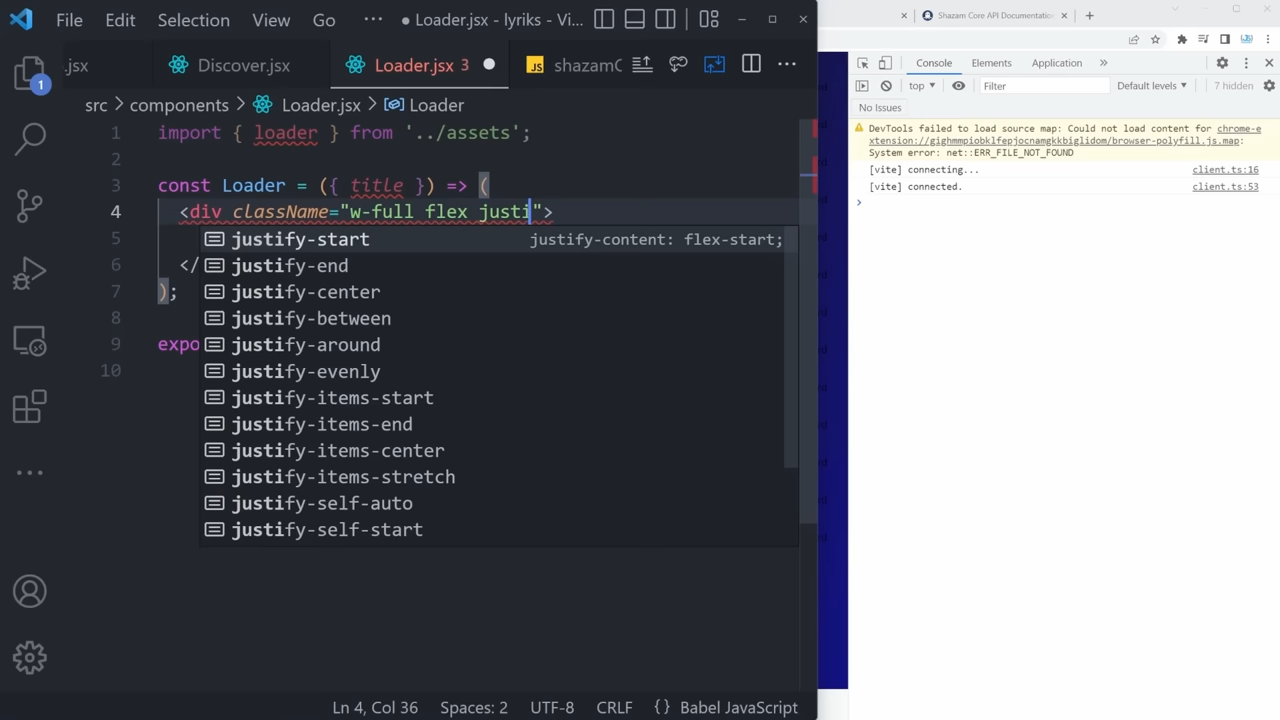 File Edit Selection View Go ··· ● Loader.jsx - lyriks - Vi...
1
.jsx Discover.jsx Loader.jsx 3 ● JS shazamC ···
src > components > Loader.jsx > Loader
1 import { loader } from '../assets';
2
3 const Loader = ({ title }) => (
4 <div className="w-full flex justi">
5
6 </
7 );
8
9 expo
10
justify-start justify-content: flex-start;
justify-end
justify-center
justify-between
justify-around
justify-evenly
justify-items-start
justify-items-end
justify-items-center
justify-items-stretch
justify-self-auto
justify-self-start
Ln 4, Col 36 Spaces: 2 UTF-8 CRLF {} Babel JavaScript
Shazam Core API Documentation
Console Elements Application »
top Filter Default levels 7 hidden
No Issues
DevTools failed to load source map: Could not load content for chrome-e
xtension://gighmmpiobklfepjocnamgkkbiglidom/browser-polyfill.js.map:
System error: net::ERR_FILE_NOT_FOUND
[vite] connecting... client.ts:16
[vite] connected. client.ts:53